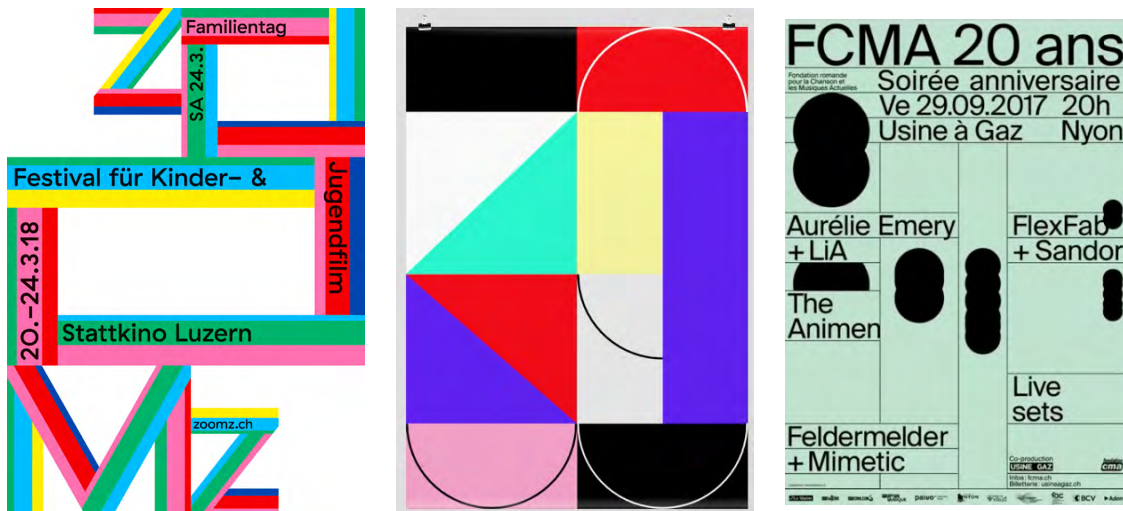 Familientag
SA 24.3.
Festival für Kinder- &
Jugendfilm
20.–24.3.18
Stattkino Luzern
zoomz.ch
FCMA 20 ans
Fondation romande
pour la Chanson et
les Musiques Actuelles
Soirée anniversaire
Ve 29.09.2017 20h
Usine à Gaz Nyon
Aurélie Emery
+ LiA
FlexFab
+ Sandor
The
Animen
Live
sets
Feldermelder
+ Mimetic
Co-production
USINE GAZ
cma
Infos: fcma.ch
Billetterie: usineagaz.ch
paivo
NYON
BCV